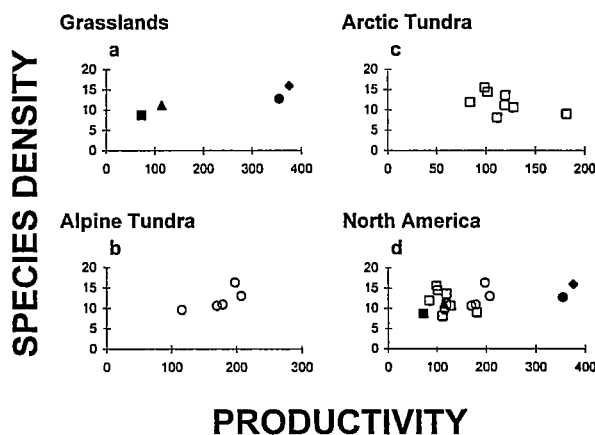 SPECIES DENSITY
Grasslands
a
20
15
10
5
0
0 100 200 300 400
Arctic Tundra
c
20
15
10
5
0
0 50 100 150 200
Alpine Tundra
b
20
15
10
5
0
0 100 200 300
North America
d
20
15
10
5
0
0 100 200 300 400
PRODUCTIVITY